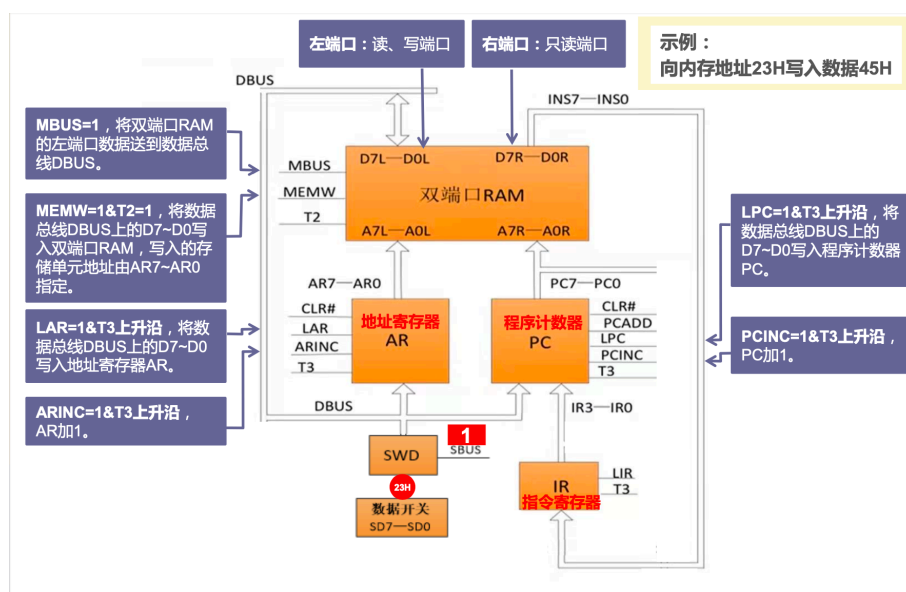 左端口：读、写端口
右端口：只读端口
示例：
向内存地址23H写入数据45H
DBUS
INS7—INS0
MBUS=1，将双端口RAM
的左端口数据送到数据总
线DBUS。
D7L—D0L
D7R—D0R
MBUS
MEMW
T2
双端口RAM
A7L—A0L
A7R—A0R
MEMW=1&T2=1，将数据
总线DBUS上的D7~D0写
入双端口RAM，写入的存
储单元地址由AR7~AR0
指定。
LPC=1&T3上升沿，将
数据总线DBUS上的
D7~D0写入程序计数器
PC。
AR7—AR0
PC7—PC0
CLR#
LAR
ARINC
T3
地址寄存器
AR
程序计数器
PC
CLR#
PCADD
LPC
PCINC
T3
LAR=1&T3上升沿，将数
据总线DBUS上的D7~D0
写入地址寄存器AR。
PCINC=1&T3上升沿，
PC加1。
ARINC=1&T3上升沿，
AR加1。
DBUS
IR3—IR0
1
SWD
SBUS
23H
数据开关
SD7—SD0
IR
指令寄存器
LIR
T3